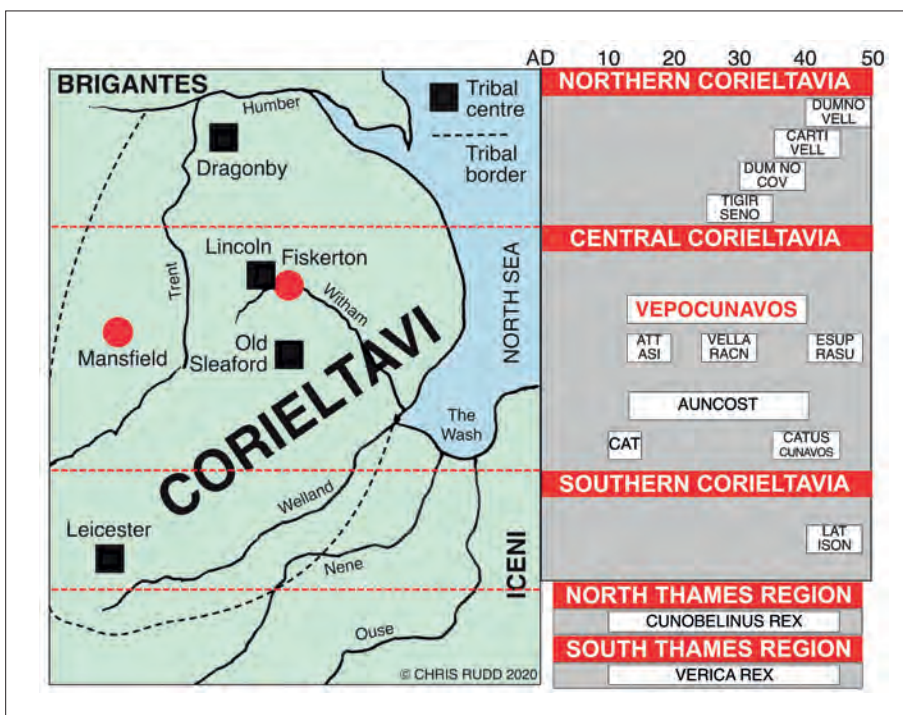 BRIGANTES
Humber
Dragonby
Tribal
centre
Tribal
border
Lincoln
Fiskerton
Trent
Witham
NORTH SEA
Mansfield
Old
Sleaford
CORIELTAVI
The
Wash
Welland
Leicester
Nene
ICENI
Ouse
© CHRIS RUDD 2020
AD 10 20 30 40 50
NORTHERN CORIELTAVIA
DUMNO
VELL
CARTI
VELL
DUM NO
COV
TIGIR
SENO
CENTRAL CORIELTAVIA
VEPOCUNAVOS
ATT
ASI
VELLA
RACN
ESUP
RASU
AUNCOST
CAT
CATUS
CUNAVOS
SOUTHERN CORIELTAVIA
LAT
ISON
NORTH THAMES REGION
CUNOBELINUS REX
SOUTH THAMES REGION
VERICA REX